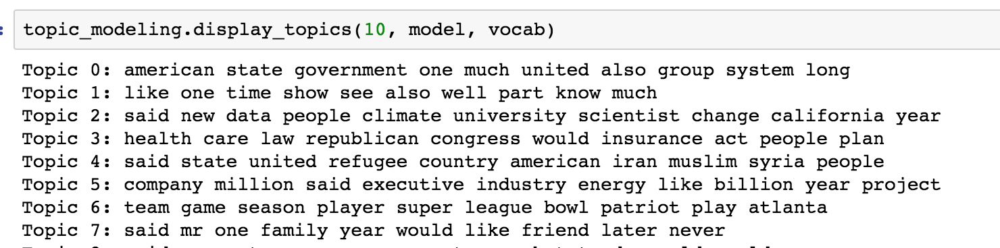 topic_modeling.display_topics(10, model, vocab)
Topic 0: american state government one much united also group system long
Topic 1: like one time show see also well part know much
Topic 2: said new data people climate university scientist change california year
Topic 3: health care law republican congress would insurance act people plan
Topic 4: said state united refugee country american iran muslim syria people
Topic 5: company million said executive industry energy like billion year project
Topic 6: team game season player super league bowl patriot play atlanta
Topic 7: said mr one family year would like friend later never